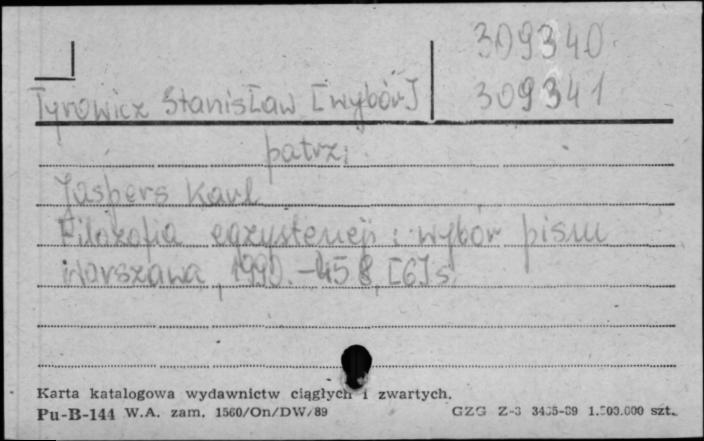 309340
Tyrowicz Stanisław [wybór] 309341
patrz:
Jaspers Karl
Filozofia egzystencji : wybór pism
Warszawa, 1990. - 458, [6] s.
Karta katalogowa wydawnictw ciągłych i zwartych.
Pu-B-144 W.A. zam. 1560/On/DW/89 GZG Z-3 3435-89 1.500.000 szt.